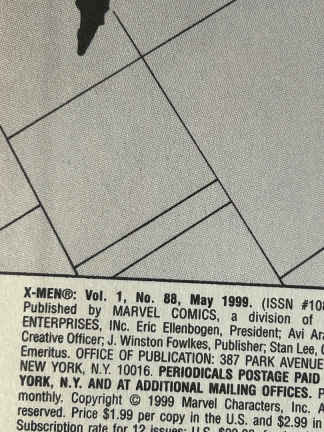 X-MEN®: Vol. 1, No. 88, May 1999. (ISSN #10
Published by MARVEL COMICS, a division of
ENTERPRISES, INc. Eric Ellenbogen, President; Avi
Creative Officer; J. Winston Fowlkes, Publisher; Stan Lee,
Emeritus. OFFICE OF PUBLICATION: 387 PARK AVENUE
NEW YORK, N.Y. 10016. PERIODICALS POSTAGE PAID
YORK, N.Y. AND AT ADDITIONAL MAILING OFFICES.
monthly. Copyright © 1999 Marvel Characters, Inc.
reserved. Price $1.99 per copy in the U.S. and $2.99 in
Subscription rate for 12 issues: U.S.